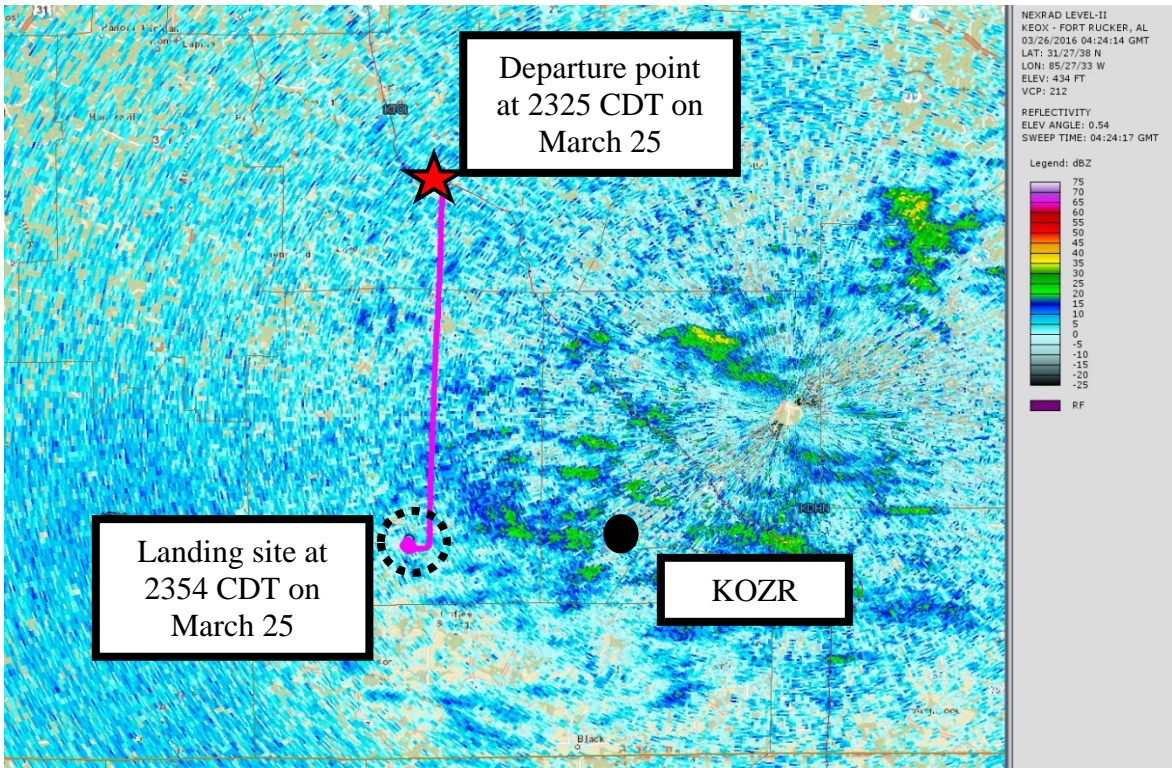 31
Departure point
at 2325 CDT on
March 25
Landing site at
2354 CDT on
March 25
KOZR
Black
NEXRAD LEVEL-II
KEOX - FORT RUCKER, AL
03/26/2016 04:24:14 GMT
LAT: 31/27/38 N
LON: 85/27/33 W
ELEV: 434 FT
VCP: 212
REFLECTIVITY
ELEV ANGLE: 0.54
SWEEP TIME: 04:24:17 GMT
Legend: dBZ
75
70
65
60
55
50
45
40
35
30
25
20
15
10
5
0
-5
-10
-15
-20
-25
RF